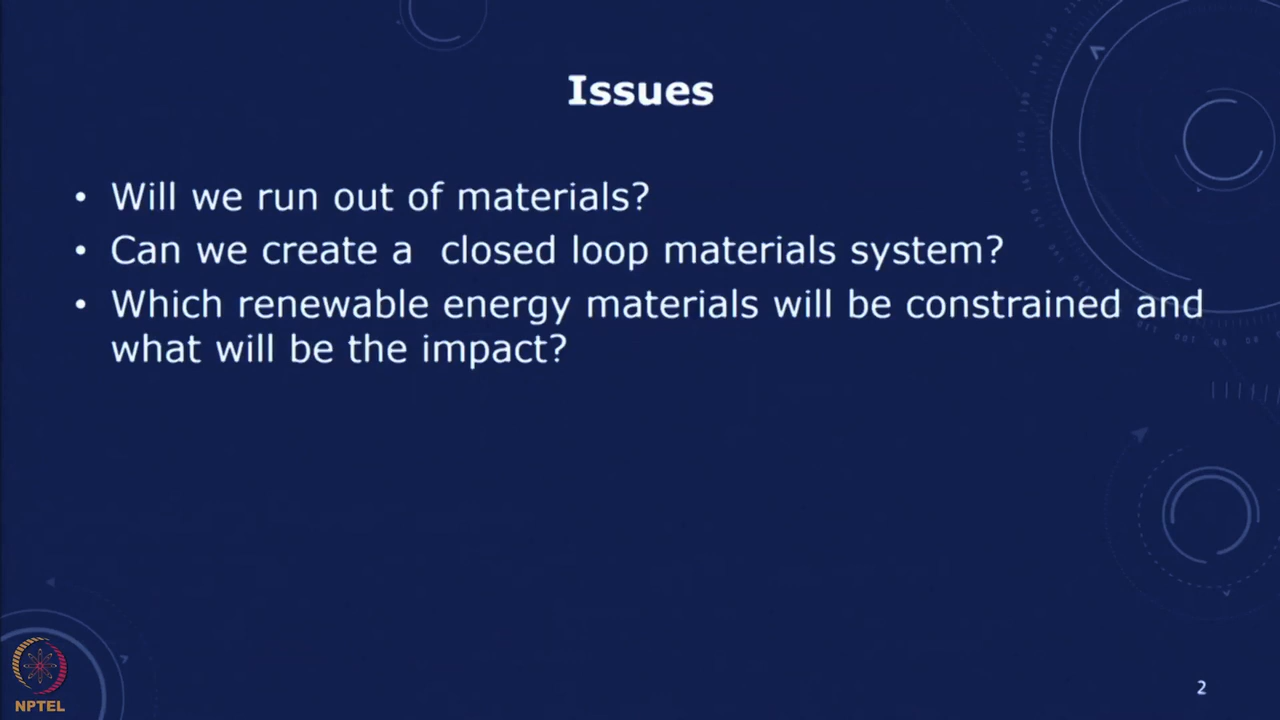 Issues
• Will we run out of materials?
• Can we create a  closed loop materials system?
• Which renewable energy materials will be constrained and
what will be the impact?
NPTEL
2